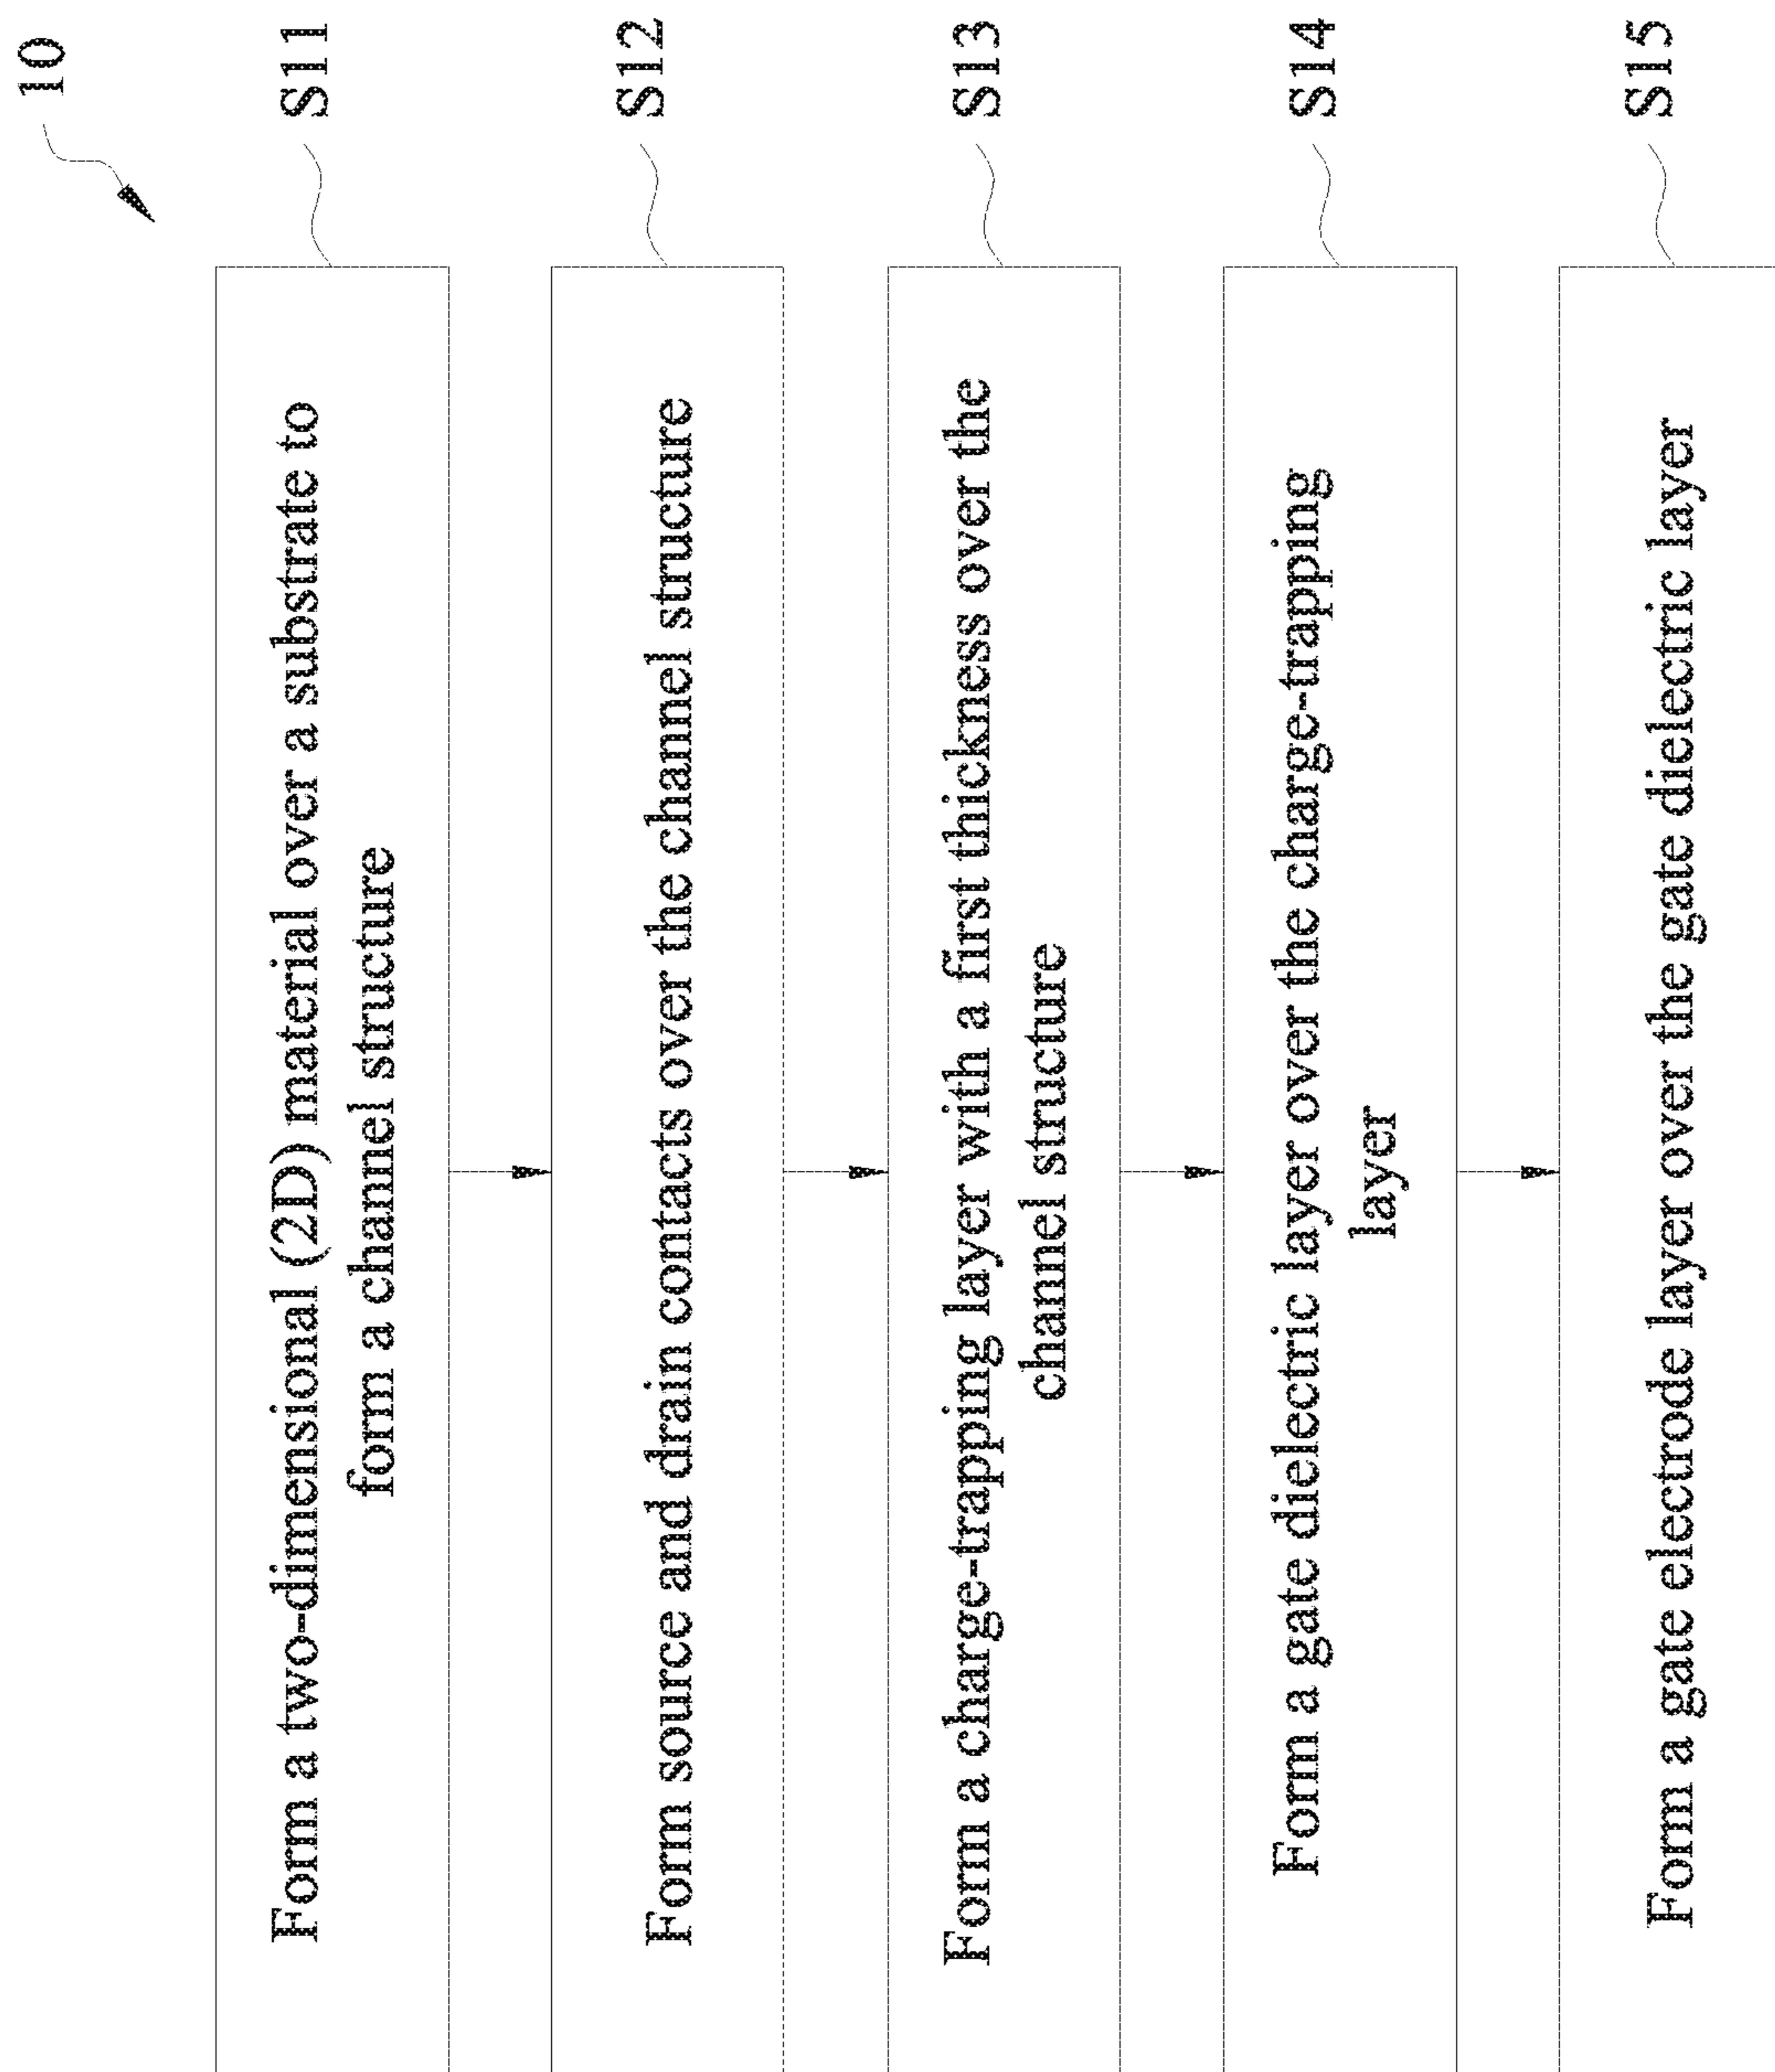 10
Form a two-dimensional (2D) material over a substrate to
form a channel structure
S11
Form source and drain contacts over the channel structure
S12
Form a charge-trapping layer with a first thickness over the
channel structure
S13
Form a gate dielectric layer over the charge-trapping
layer
S14
Form a gate electrode layer over the gate dielectric layer
S15